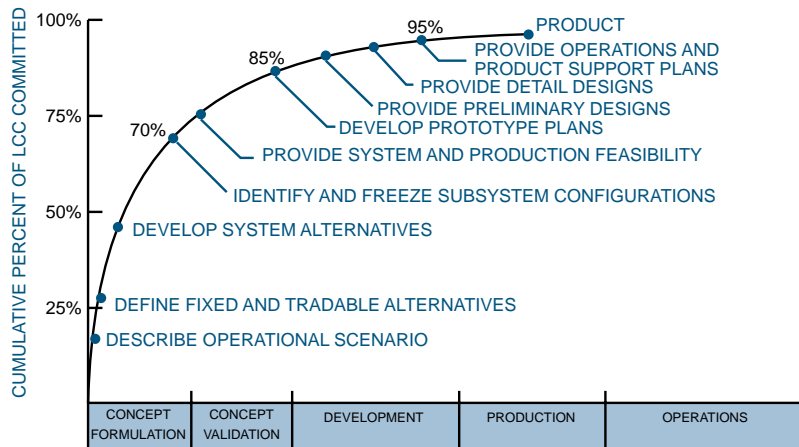 CUMULATIVE PERCENT OF LCC COMMITTED
100%
75%
50%
25%
70%
85%
95%
PRODUCT
PROVIDE OPERATIONS AND
PRODUCT SUPPORT PLANS
PROVIDE DETAIL DESIGNS
PROVIDE PRELIMINARY DESIGNS
DEVELOP PROTOTYPE PLANS
PROVIDE SYSTEM AND PRODUCTION FEASIBILITY
IDENTIFY AND FREEZE SUBSYSTEM CONFIGURATIONS
DEVELOP SYSTEM ALTERNATIVES
DEFINE FIXED AND TRADABLE ALTERNATIVES
DESCRIBE OPERATIONAL SCENARIO
CONCEPT
FORMULATION
CONCEPT
VALIDATION
DEVELOPMENT
PRODUCTION
OPERATIONS